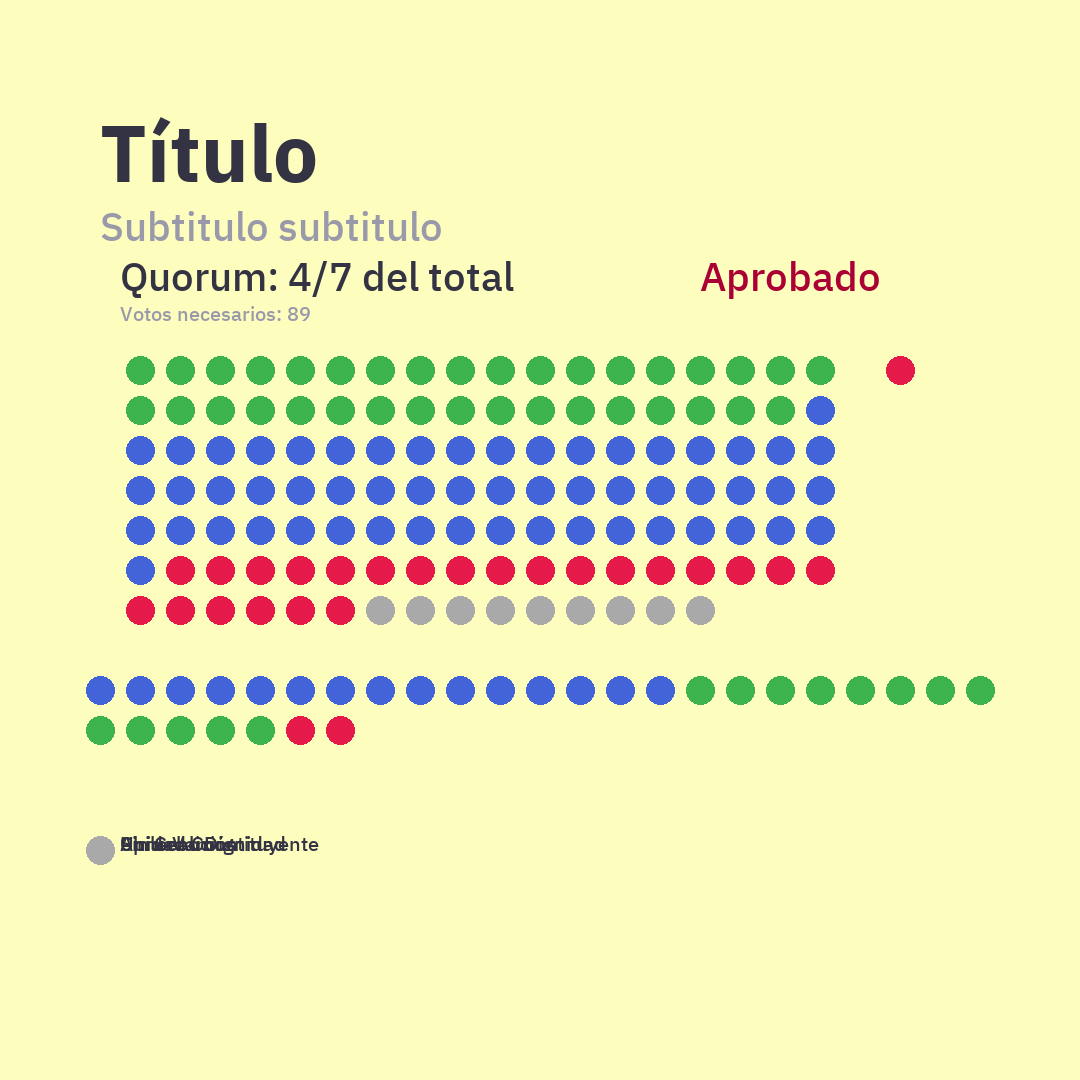 Título
Subtitulo subtitulo
Quorum: 4/7 del total
Aprobado
Votos necesarios: 89